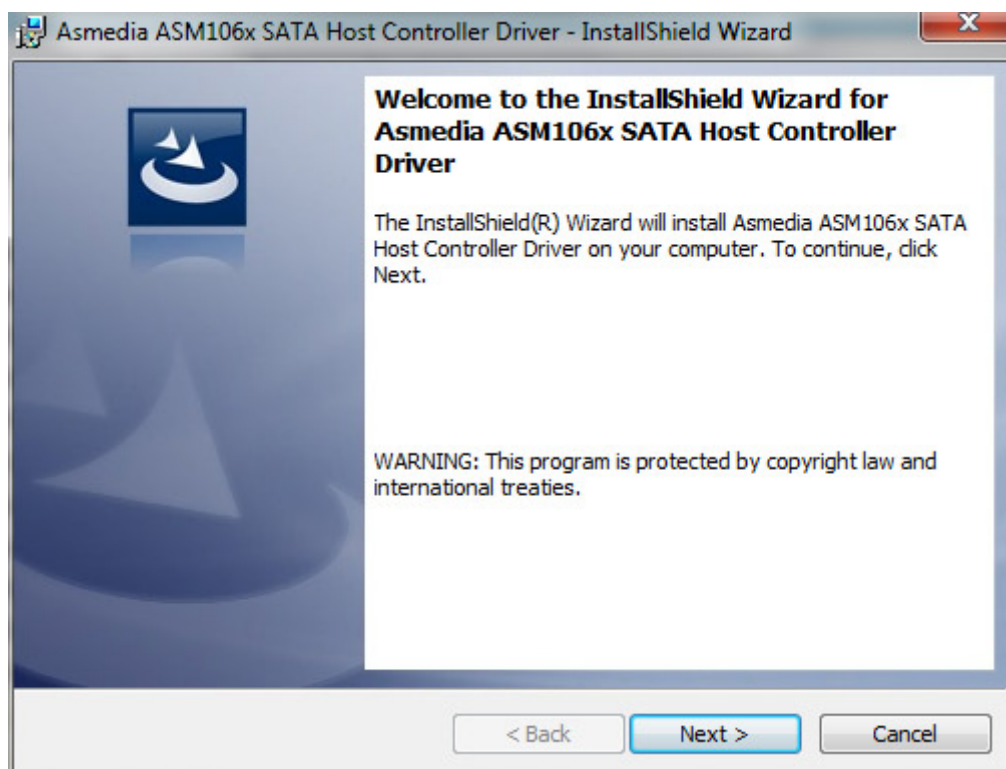 Asmedia ASM106x SATA Host Controller Driver - InstallShield Wizard
Welcome to the InstallShield Wizard for
Asmedia ASM106x SATA Host Controller
Driver
The InstallShield(R) Wizard will install Asmedia ASM106x SATA
Host Controller Driver on your computer. To continue, click
Next.
WARNING: This program is protected by copyright law and
international treaties.
< Back
Next >
Cancel